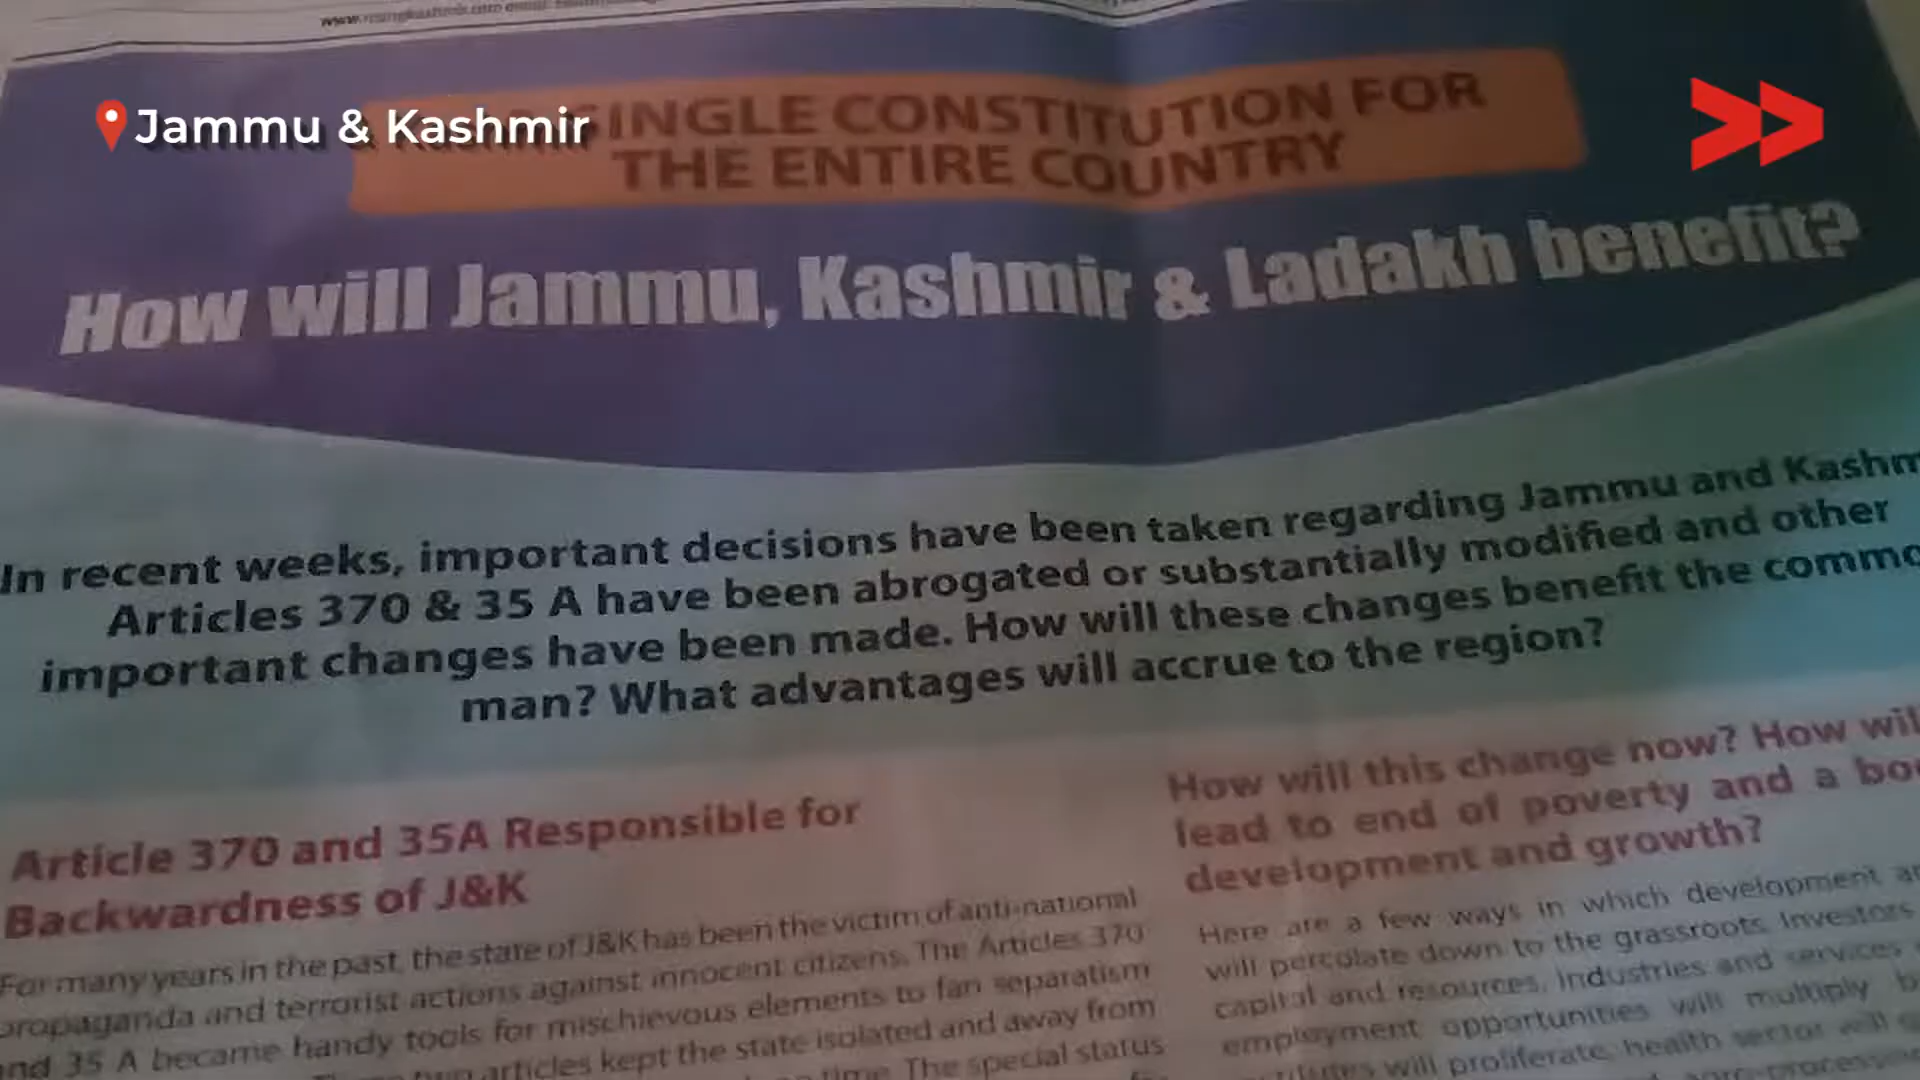 Jammu & Kashmir
INGLE CONSTITUTION FOR
THE ENTIRE COUNTRY
How will Jammu, Kashmir & Ladakh benefit?
In recent weeks, important decisions have been taken regarding Jammu and Kashm
Articles 370 & 35 A have been abrogated or substantially modified and other
important changes have been made. How will these changes benefit the commo
man? What advantages will accrue to the region?
Article 370 and 35A Responsible for
Backwardness of J&K
For many years in the past, the state of J&K has been the victim of anti-national
propaganda and terrorist actions against innocent citizens. The Articles 370
and 35 A became handy tools for mischievous elements to fan separatism
two articles kept the state isolated and away from
time. The special status
How will this change now? How wil
lead to end of poverty and a boo
development and growth?
Here are a few ways in which development a
will percolate down to the grassroots. Investors
capital and resources, industries and services
employment opportunities will multiply
will proliferate, health sector will